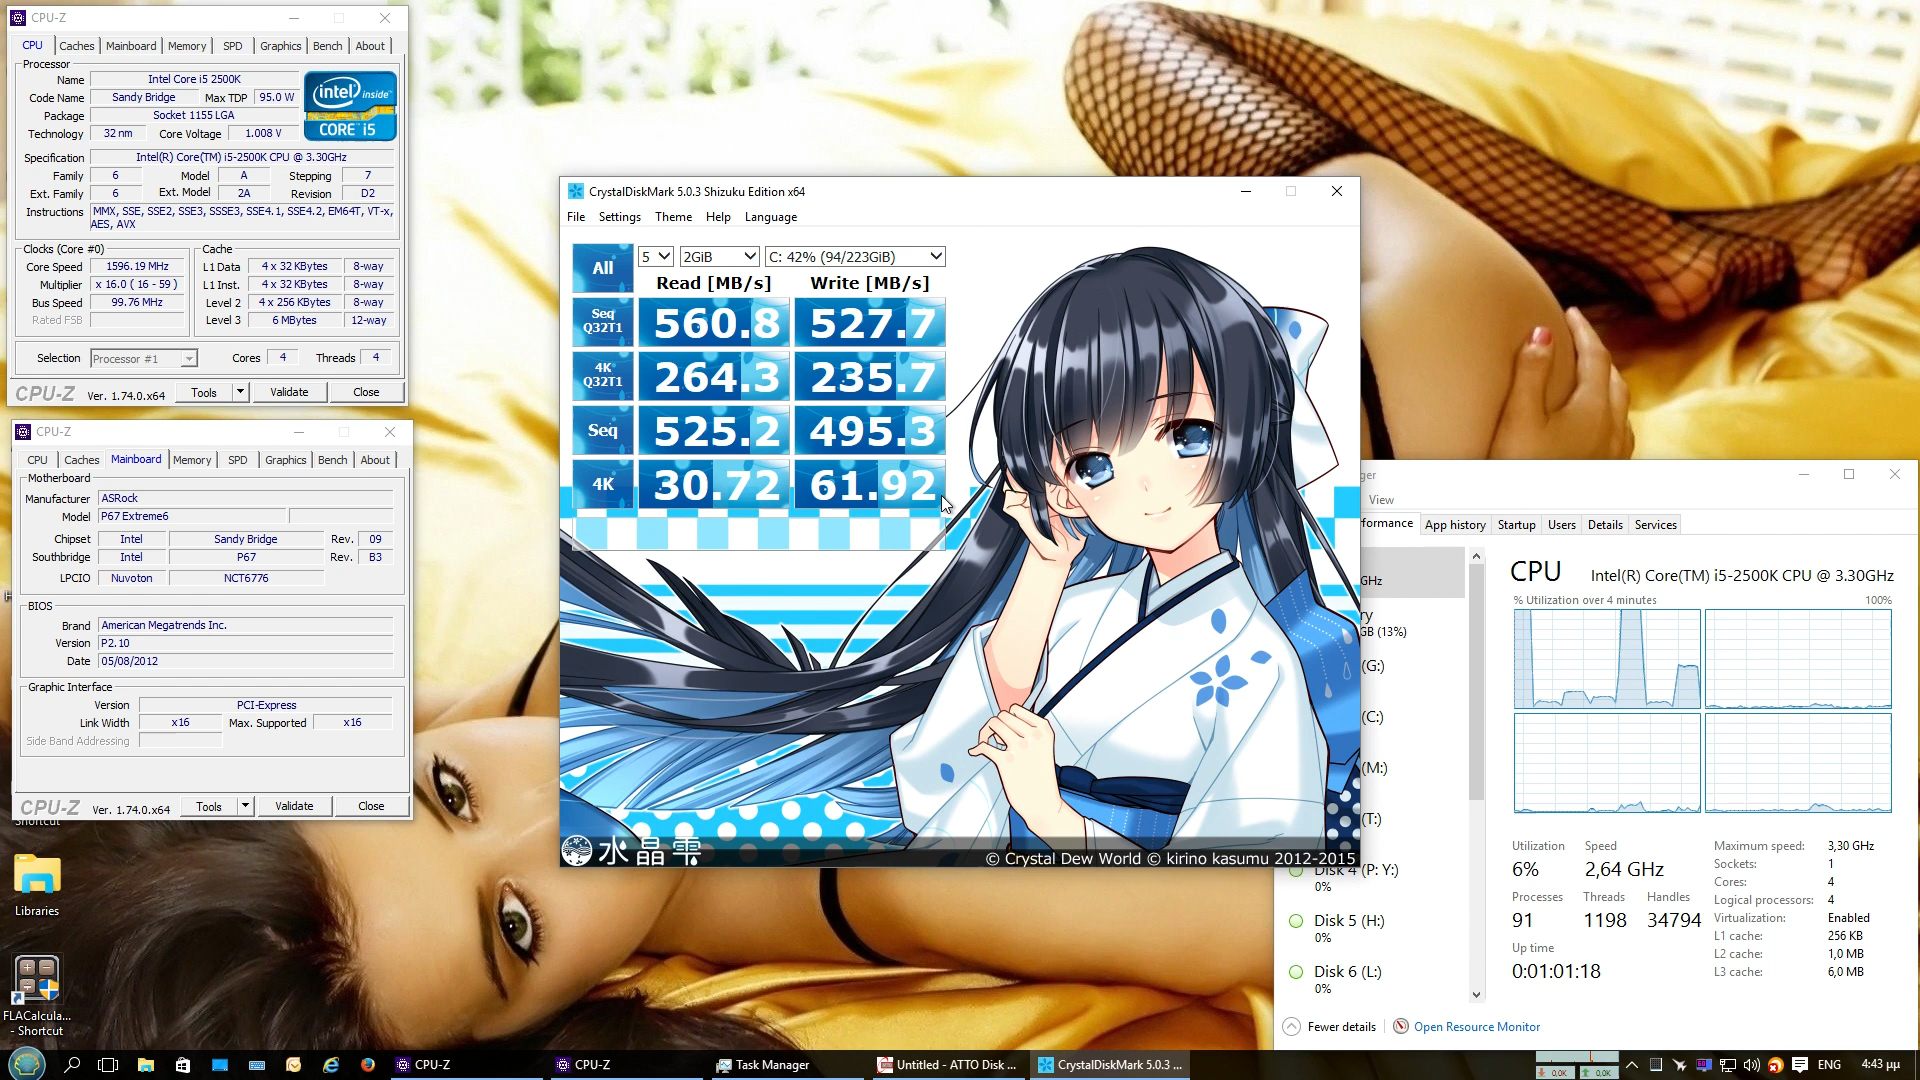 CPU-Z
CPU Caches Mainboard Memory SPD Graphics Bench About
Processor
Name Intel Core i5 2500K
Code Name Sandy Bridge Max TDP 95.0 W
Package Socket 1155 LGA
Technology 32 nm Core Voltage 1.008 V
intel inside
CORE i5
Specification Intel(R) Core(TM) i5-2500K CPU @ 3.30GHz
Family 6 Model A Stepping 7
Ext. Family 6 Ext. Model 2A Revision D2
Instructions MMX, SSE, SSE2, SSE3, SSSE3, SSE4.1, SSE4.2, EM64T, VT-x,
AES, AVX
Clocks (Core #0)
Core Speed 1596.19 MHz
Multiplier x 16.0 ( 16 - 59 )
Bus Speed 99.76 MHz
Rated FSB
Cache
L1 Data 4 x 32 KBytes 8-way
L1 Inst. 4 x 32 KBytes 8-way
Level 2 4 x 256 KBytes 8-way
Level 3 6 MBytes 12-way
Selection Processor #1 Cores 4 Threads 4
CPU-Z Ver. 1.74.0.x64 Tools Validate Close
CPU-Z
CPU Caches Mainboard Memory SPD Graphics Bench About
Motherboard
Manufacturer ASRock
Model P67 Extreme6
Chipset Intel Sandy Bridge Rev. 09
Southbridge Intel P67 Rev. B3
LPCIO Nuvoton NCT6776
BIOS
Brand American Megatrends Inc.
Version P2.10
Date 05/08/2012
Graphic Interface
Version PCI-Express
Link Width x16 Max. Supported x16
Side Band Addressing
CPU-Z Ver. 1.74.0.x64 Tools Validate Close
Shortcut
Libraries
FLACalcula...
- Shortcut
CrystalDiskMark 5.0.3 Shizuku Edition x64
File Settings Theme Help Language
All 5 2GiB C: 42% (94/223GiB)
Read [MB/s] Write [MB/s]
Seq
Q32T1 560.8 527.7
4K
Q32T1 264.3 235.7
Seq 525.2 495.3
4K 30.72 61.92
水晶雫
© Crystal Dew World © kirino kasumu 2012-2015
ger
View
formance App history Startup Users Details Services
GHz
ry
GB (13%)
(G:)
(C:)
(M:)
(T:)
Disk 4 (P: Y:)
0%
Disk 5 (H:)
0%
Disk 6 (L:)
0%
CPU Intel(R) Core(TM) i5-2500K CPU @ 3.30GHz
% Utilization over 4 minutes 100%
Utilization Speed
6% 2,64 GHz
Processes Threads Handles
91 1198 34794
Up time
0:01:01:18
Maximum speed: 3,30 GHz
Sockets: 1
Cores: 4
Logical processors: 4
Virtualization: Enabled
L1 cache: 256 KB
L2 cache: 1,0 MB
L3 cache: 6,0 MB
Fewer details Open Resource Monitor
CPU-Z CPU-Z Task Manager Untitled - ATTO Disk ... CrystalDiskMark 5.0.3 ... 0,0K 0,0K ENG 4:43 μμ